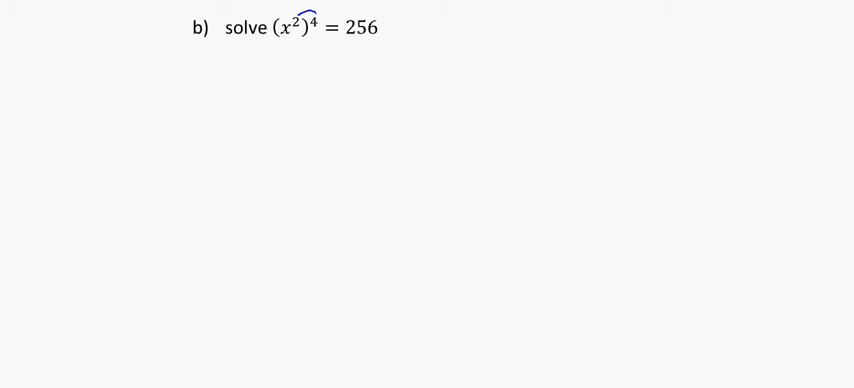 b) solve (x²)⁴ = 256